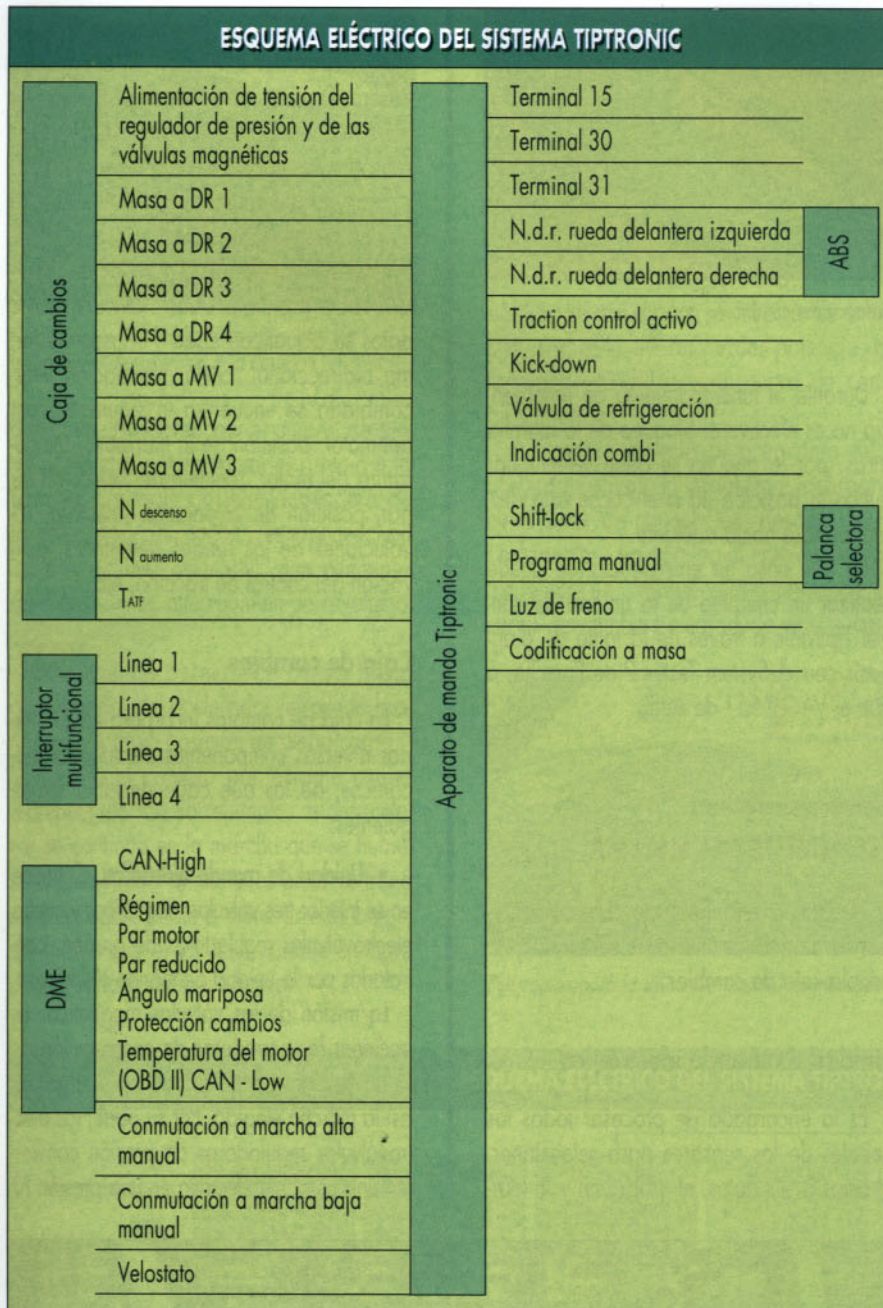 ESQUEMA ELÉCTRICO DEL SISTEMA TIPTRONIC
Caja de cambios
Alimentación de tensión del
regulador de presión y de las
válvulas magnéticas
Masa a DR 1
Masa a DR 2
Masa a DR 3
Masa a DR 4
Masa a MV 1
Masa a MV 2
Masa a MV 3
N descenso
N aumento
TATF
Interruptor
multifuncional
Línea 1
Línea 2
Línea 3
Línea 4
DME
CAN-High
Régimen
Par motor
Par reducido
Ángulo mariposa
Protección cambios
Temperatura del motor
(OBD II) CAN - Low
Conmutación a marcha alta
manual
Conmutación a marcha baja
manual
Velostato
Aparato de mando Tiptronic
Terminal 15
Terminal 30
Terminal 31
N.d.r. rueda delantera izquierda
N.d.r. rueda delantera derecha
ABS
Traction control activo
Kick-down
Válvula de refrigeración
Indicación combi
Shift-lock
Programa manual
Palanca
selectora
Luz de freno
Codificación a masa